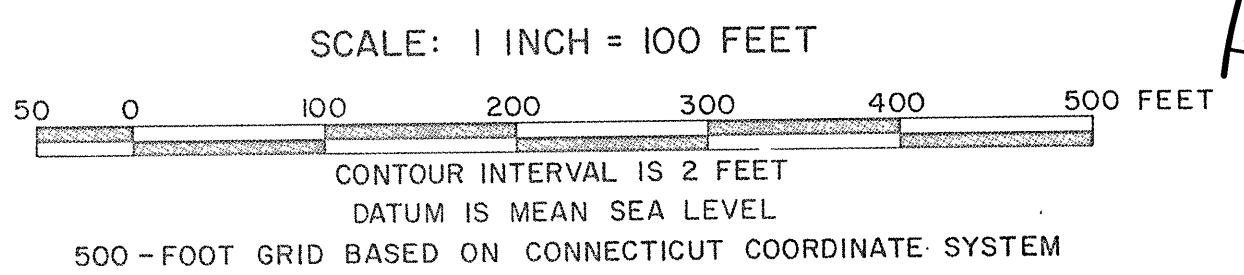 SCALE: 1 INCH = 100 FEET
50 0 100 200 300 400 500 FEET
CONTOUR INTERVAL IS 2 FEET
DATUM IS MEAN SEA LEVEL
500-FOOT GRID BASED ON CONNECTICUT COORDINATE SYSTEM